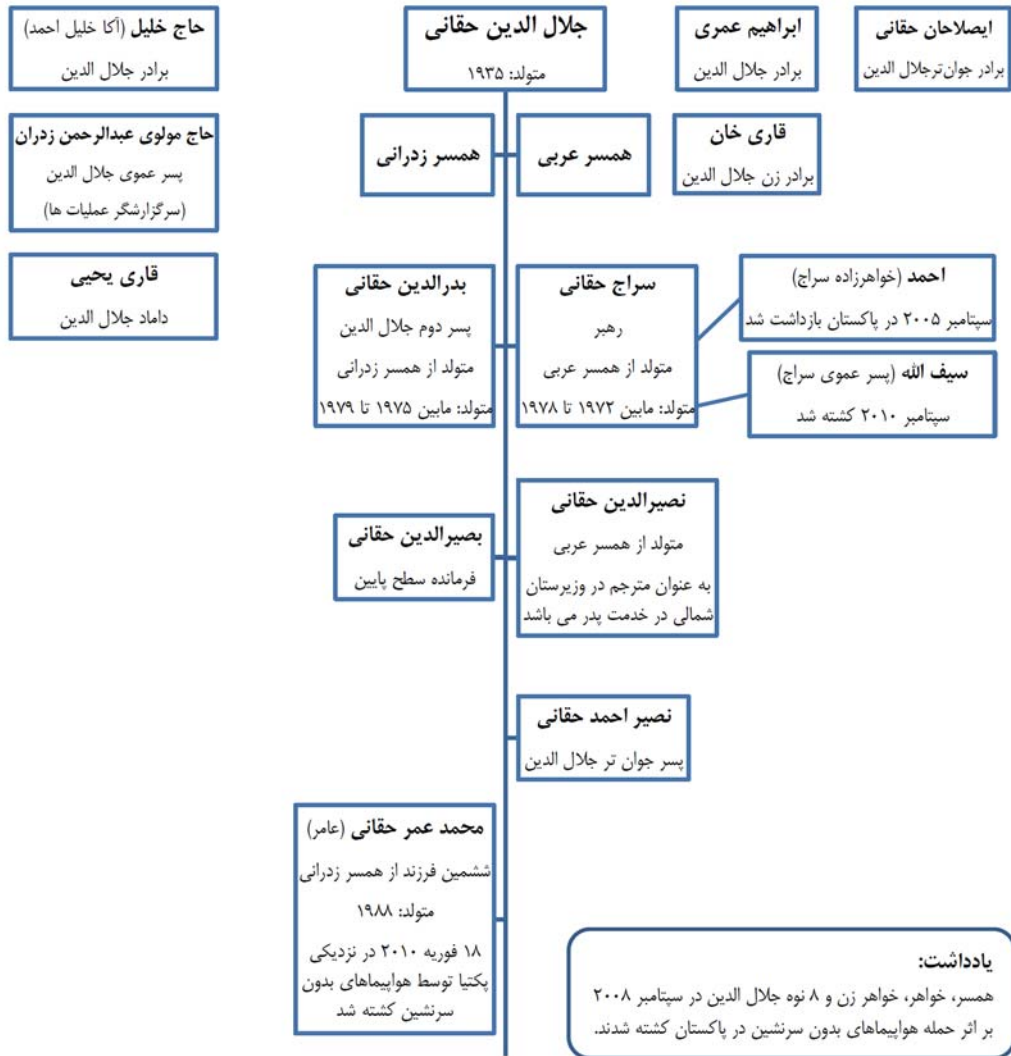 ایصلاحان حقانی
برادر جوان‌ترجلال الدین
ابراهیم عمری
برادر جلال الدین
جلال الدین حقانی
متولد: ۱۹۳۵
حاج خلیل (آکا خلیل احمد)
برادر جلال الدین
قاری خان
برادر زن جلال الدین
همسر عربی
همسر زدرانی
حاج مولوی عبدالرحمن زدران
پسر عموی جلال الدین
(سرگزارشگر عملیات ها)
احمد (خواهرزاده سراج)
سپتامبر ۲۰۰۵ در پاکستان بازداشت شد
سیف الله (پسر عموی سراج)
سپتامبر ۲۰۱۰ کشته شد
سراج حقانی
رهبر
متولد از همسر عربی
متولد: مابین ۱۹۷۲ تا ۱۹۷۸
بدرالدین حقانی
پسر دوم جلال الدین
متولد از همسر زدرانی
متولد: مابین ۱۹۷۵ تا ۱۹۷۹
قاری یحیی
داماد جلال الدین
نصیرالدین حقانی
متولد از همسر عربی
به عنوان مترجم در وزیرستان
شمالی در خدمت پدر می باشد
بصیرالدین حقانی
فرمانده سطح پایین
نصیر احمد حقانی
پسر جوان تر جلال الدین
محمد عمر حقانی (عامر)
ششمین فرزند از همسر زدرانی
متولد: ۱۹۸۸
۱۸ فوریه ۲۰۱۰ در نزدیکی
پکتیا توسط هواپیماهای بدون
سرنشین کشته شد
یادداشت:
همسر، خواهر، خواهر زن و ۸ نوه جلال الدین در سپتامبر ۲۰۰۸
بر اثر حمله هواپیماهای بدون سرنشین در پاکستان کشته شدند.